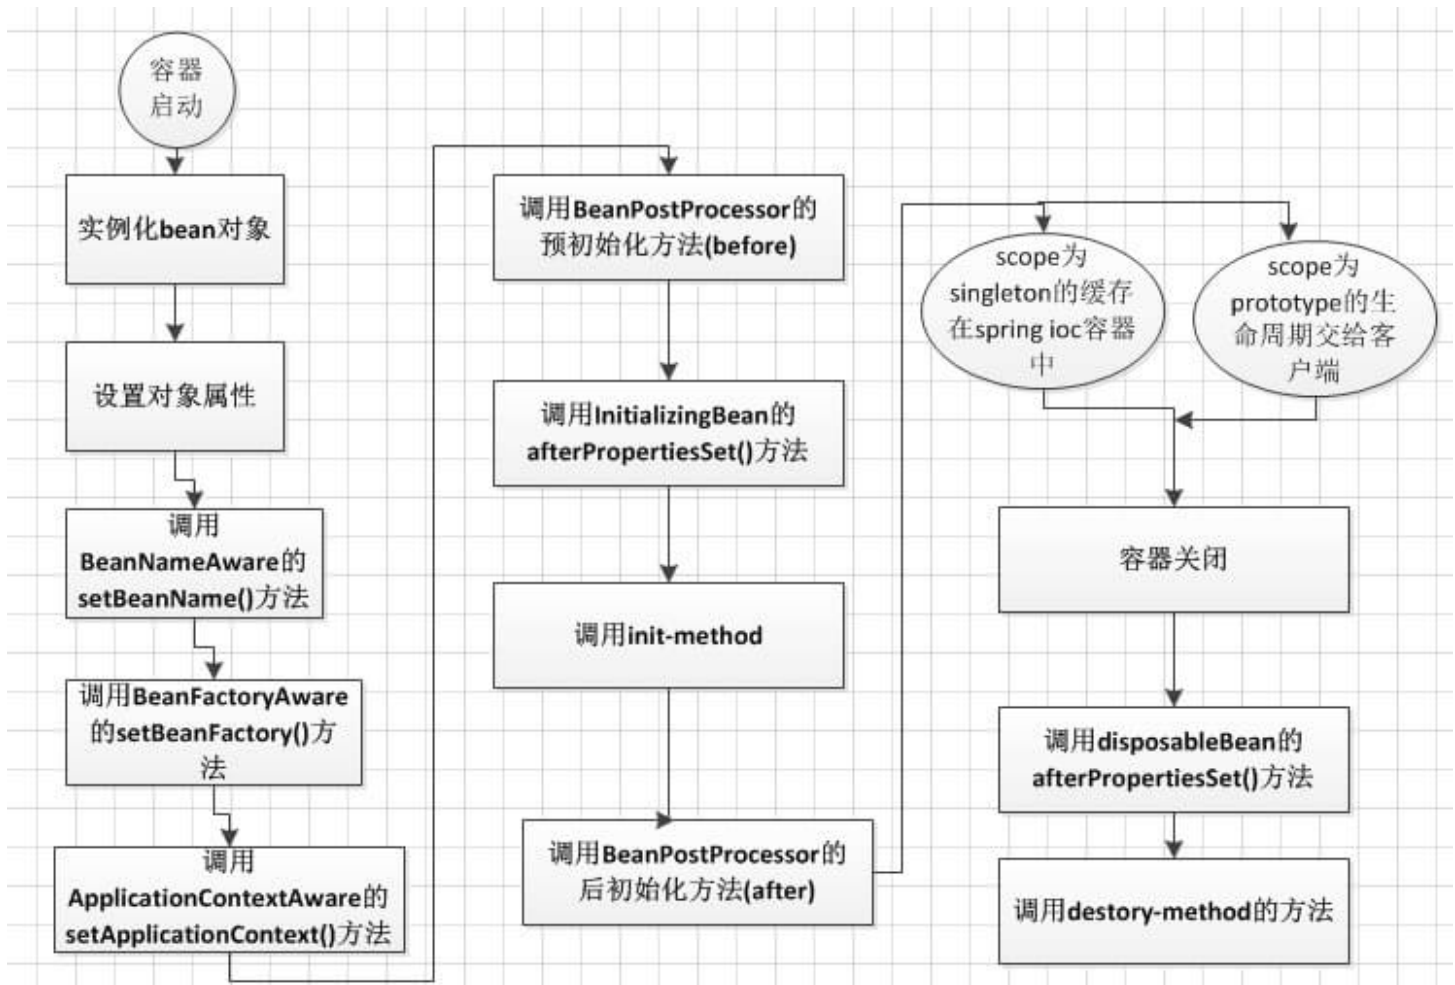 容器
启动
实例化bean对象
设置对象属性
调用
BeanNameAware的
setBeanName()方法
调用BeanFactoryAware
的setBeanFactory()方
法
调用
ApplicationContextAware的
setApplicationContext()方法
调用BeanPostProcessor的
预初始化方法(before)
调用InitializingBean的
afterPropertiesSet()方法
调用init-method
调用BeanPostProcessor的
后初始化方法(after)
scope为
singleton的缓存
在spring ioc容器
中
scope为
prototype的生
命周期交给客
户端
容器关闭
调用disposableBean的
afterPropertiesSet()方法
调用destory-method的方法